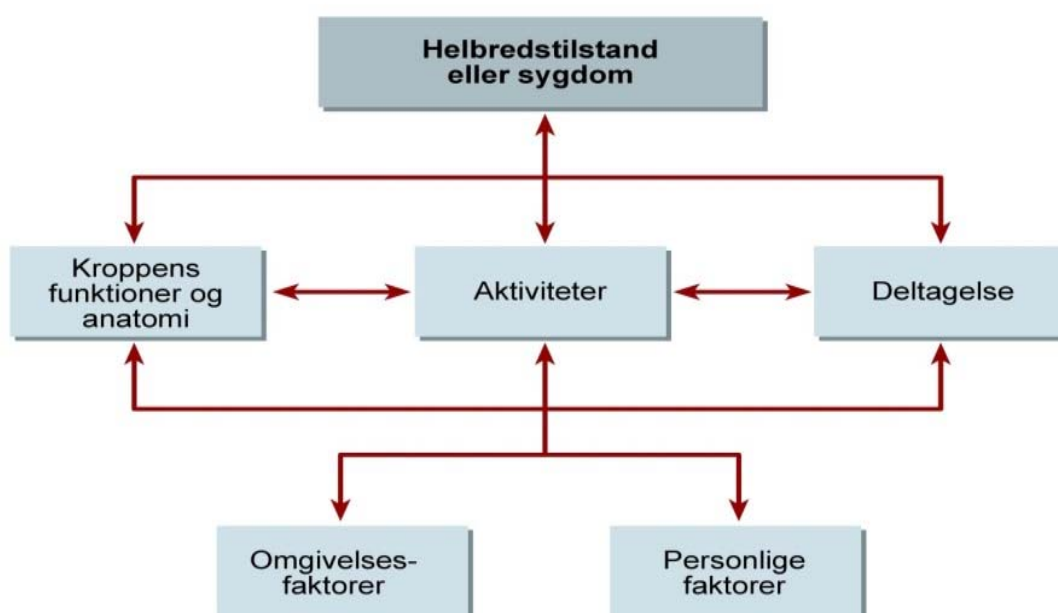 Helbredstilstand
eller sygdom
Kroppens
funktioner og
anatomi
Aktiviteter
Deltagelse
Omgivelses-
faktorer
Personlige
faktorer